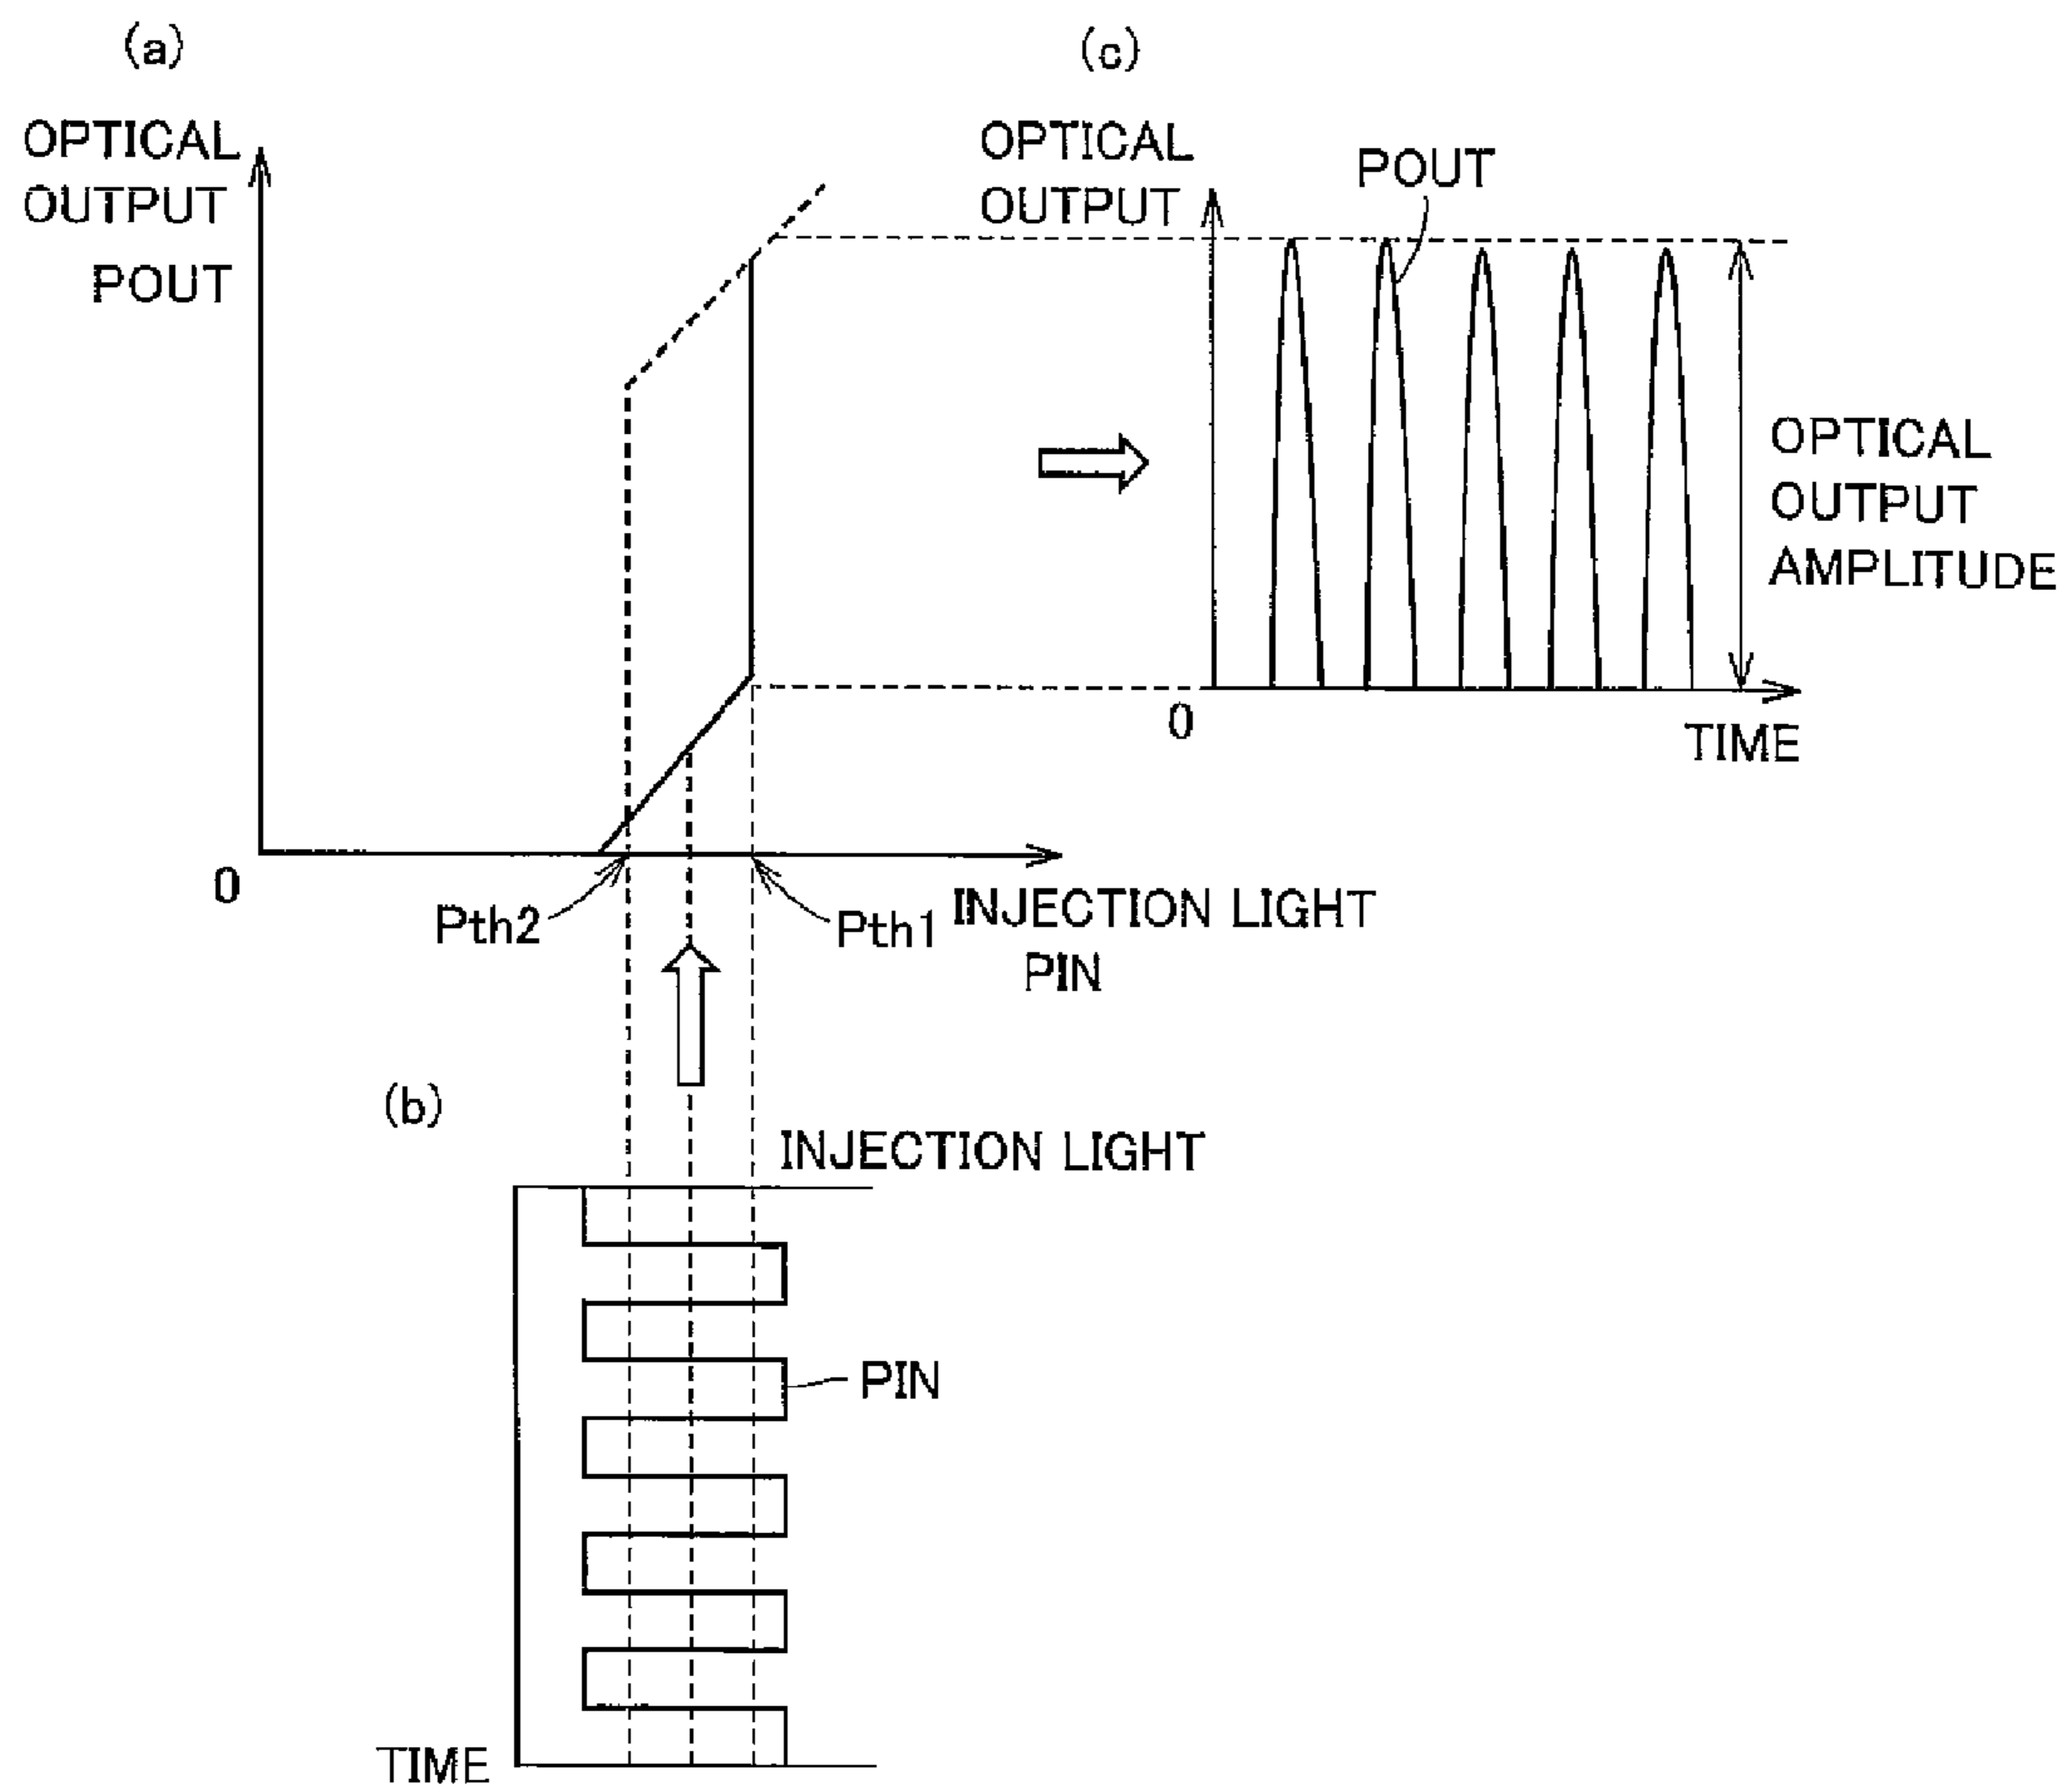 (a)
OPTICAL
OUTPUT
POUT
0
Pth2
Pth1
INJECTION LIGHT
PIN
(c)
OPTICAL
OUTPUT
POUT
OPTICAL
OUTPUT
AMPLITUDE
0
TIME
(b)
INJECTION LIGHT
PIN
TIME